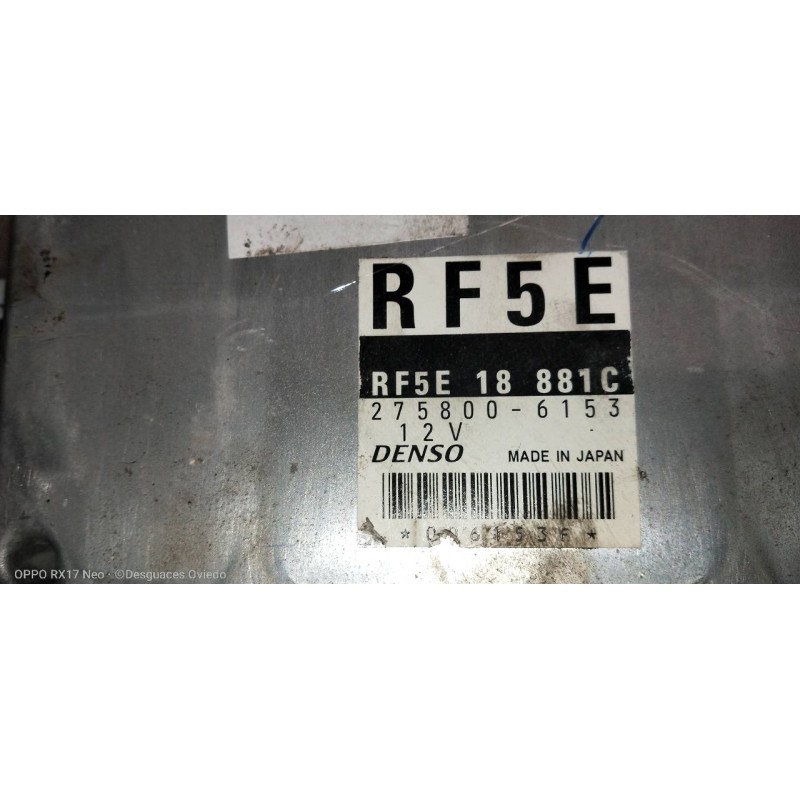 RF5E
RF5E 18 881C
275800-6153
12V
DENSO MADE IN JAPAN
OPPO RX17 Neo · ©Desguaces Oviedo